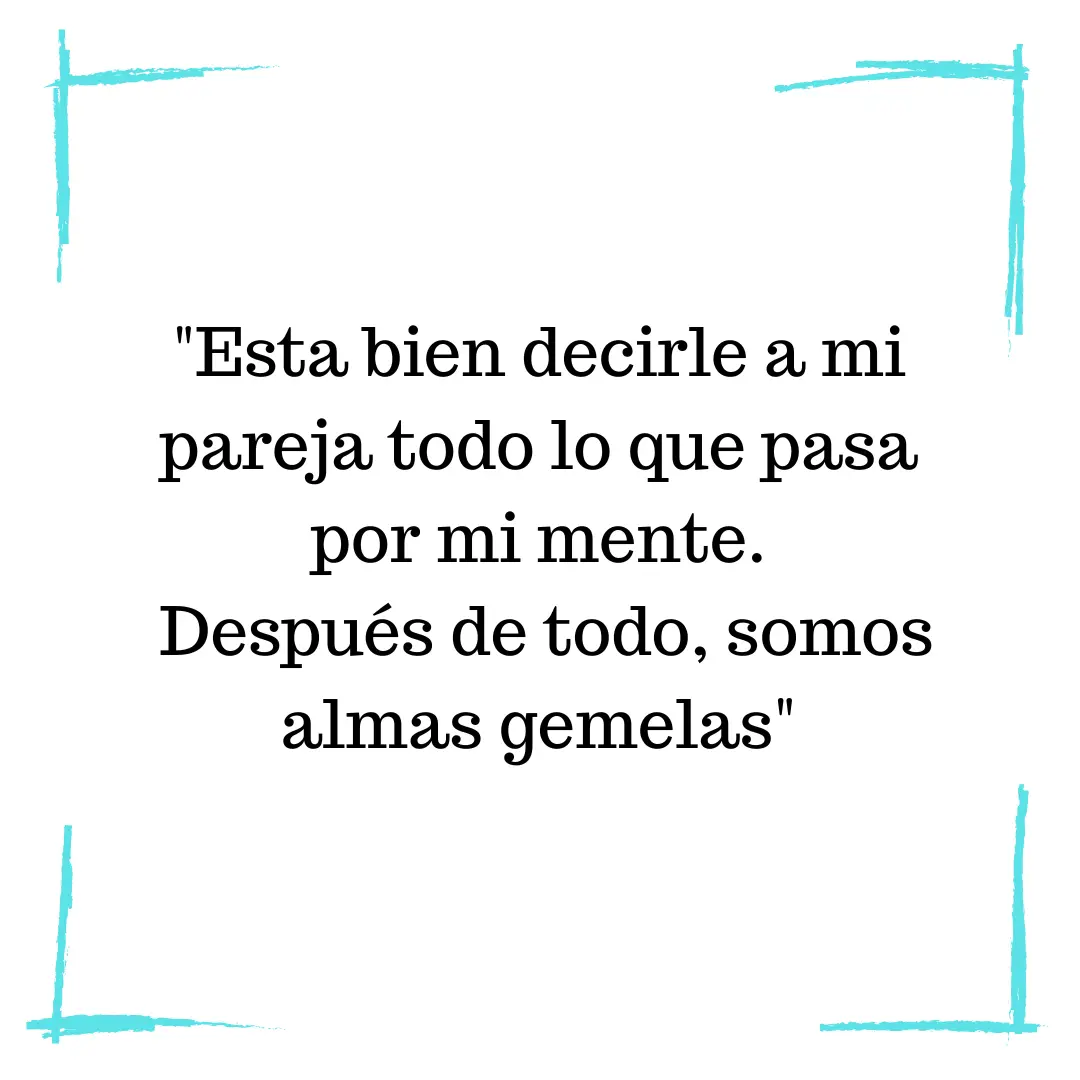 "Esta bien decirle a mi
pareja todo lo que pasa
por mi mente.
Después de todo, somos
almas gemelas"